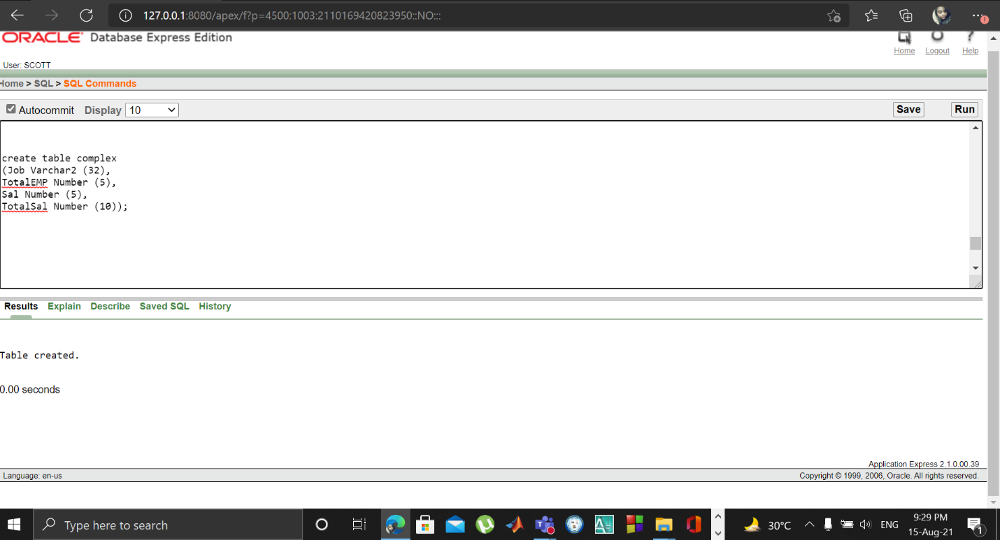 127.0.0.1:8080/apex/f?p=4500:1003:2110169420823950::NO:::
ORACLE Database Express Edition
Home Logout Help
User: SCOTT
Home > SQL > SQL Commands
Autocommit Display 10 Save Run
create table complex
(Job Varchar2 (32),
TotalEMP Number (5),
Sal Number (5),
TotalSal Number (10));
Results Explain Describe Saved SQL History
Table created.
0.00 seconds
Application Express 2.1.0.00.39
Language: en-us Copyright © 1999, 2006, Oracle. All rights reserved.
Type here to search 30°C ENG 9:29 PM
15-Aug-21 1